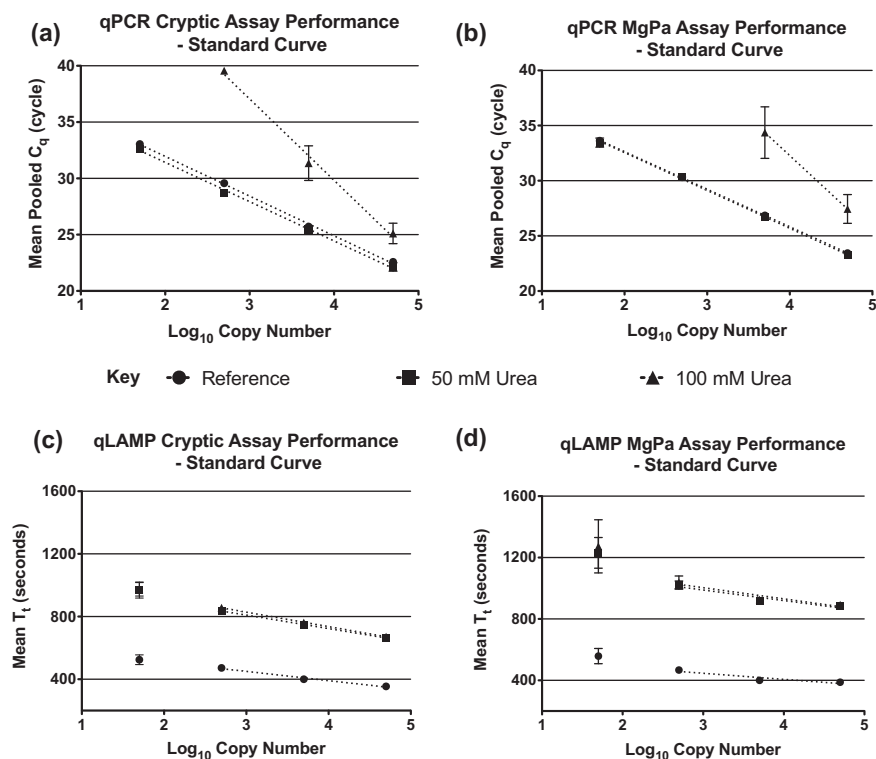 (a)
qPCR Cryptic Assay Performance
- Standard Curve
Mean Pooled Cq (cycle)
40
35
30
25
20
1 2 3 4 5
Log10 Copy Number
(b)
qPCR MgPa Assay Performance
- Standard Curve
Mean Pooled Cq (cycle)
40
35
30
25
20
1 2 3 4 5
Log10 Copy Number
Key Reference 50 mM Urea 100 mM Urea
(c)
qLAMP Cryptic Assay Performance
- Standard Curve
Mean Tt (seconds)
1600
1200
800
400
1 2 3 4 5
Log10 Copy Number
(d)
qLAMP MgPa Assay Performance
- Standard Curve
Mean Tt (seconds)
1600
1200
800
400
1 2 3 4 5
Log10 Copy Number